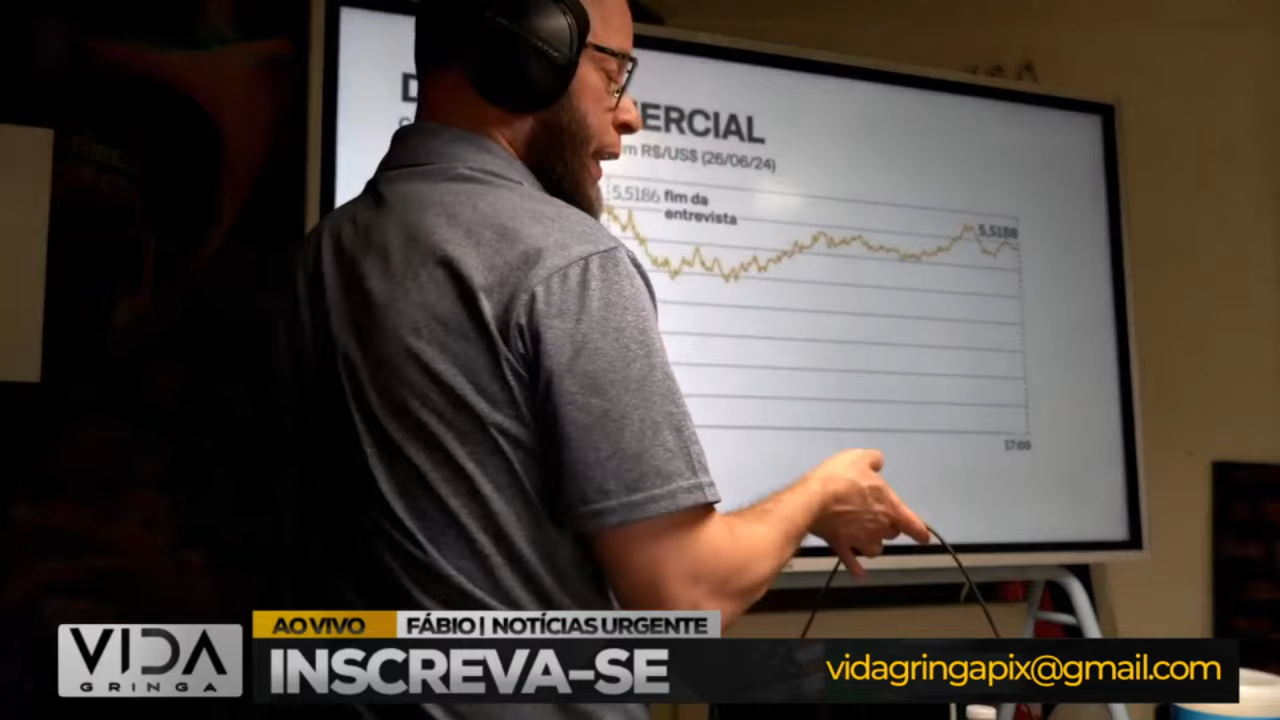 D ERCIAL
m R$/US$ (26/06/24)
5,5186 fim da
entrevista
5,5188
17:00
AO VIVO
FÁBIO | NOTÍCIAS URGENTE
VIDA
GRINGA
INSCREVA-SE
vidagringapix@gmail.com